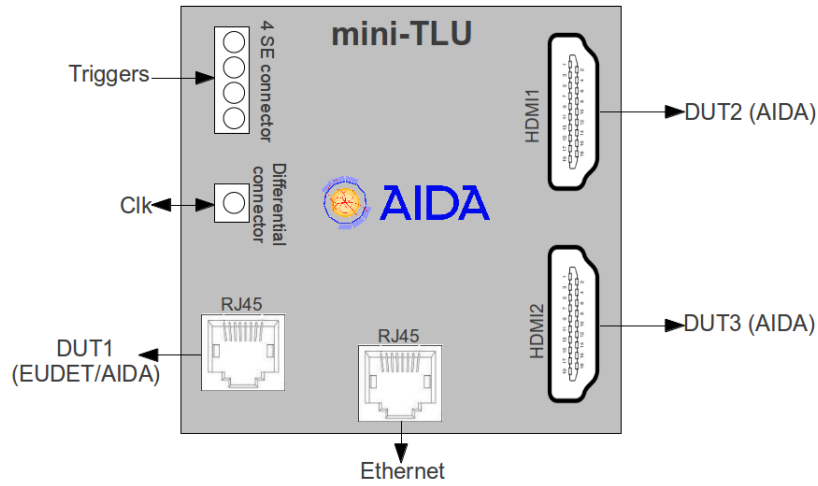 mini-TLU
4 SE connector
Triggers
HDMI1
DUT2 (AIDA)
Differential
connector
Clk
AIDA
RJ45
DUT1
(EUDET/AIDA)
RJ45
HDMI2
DUT3 (AIDA)
Ethernet